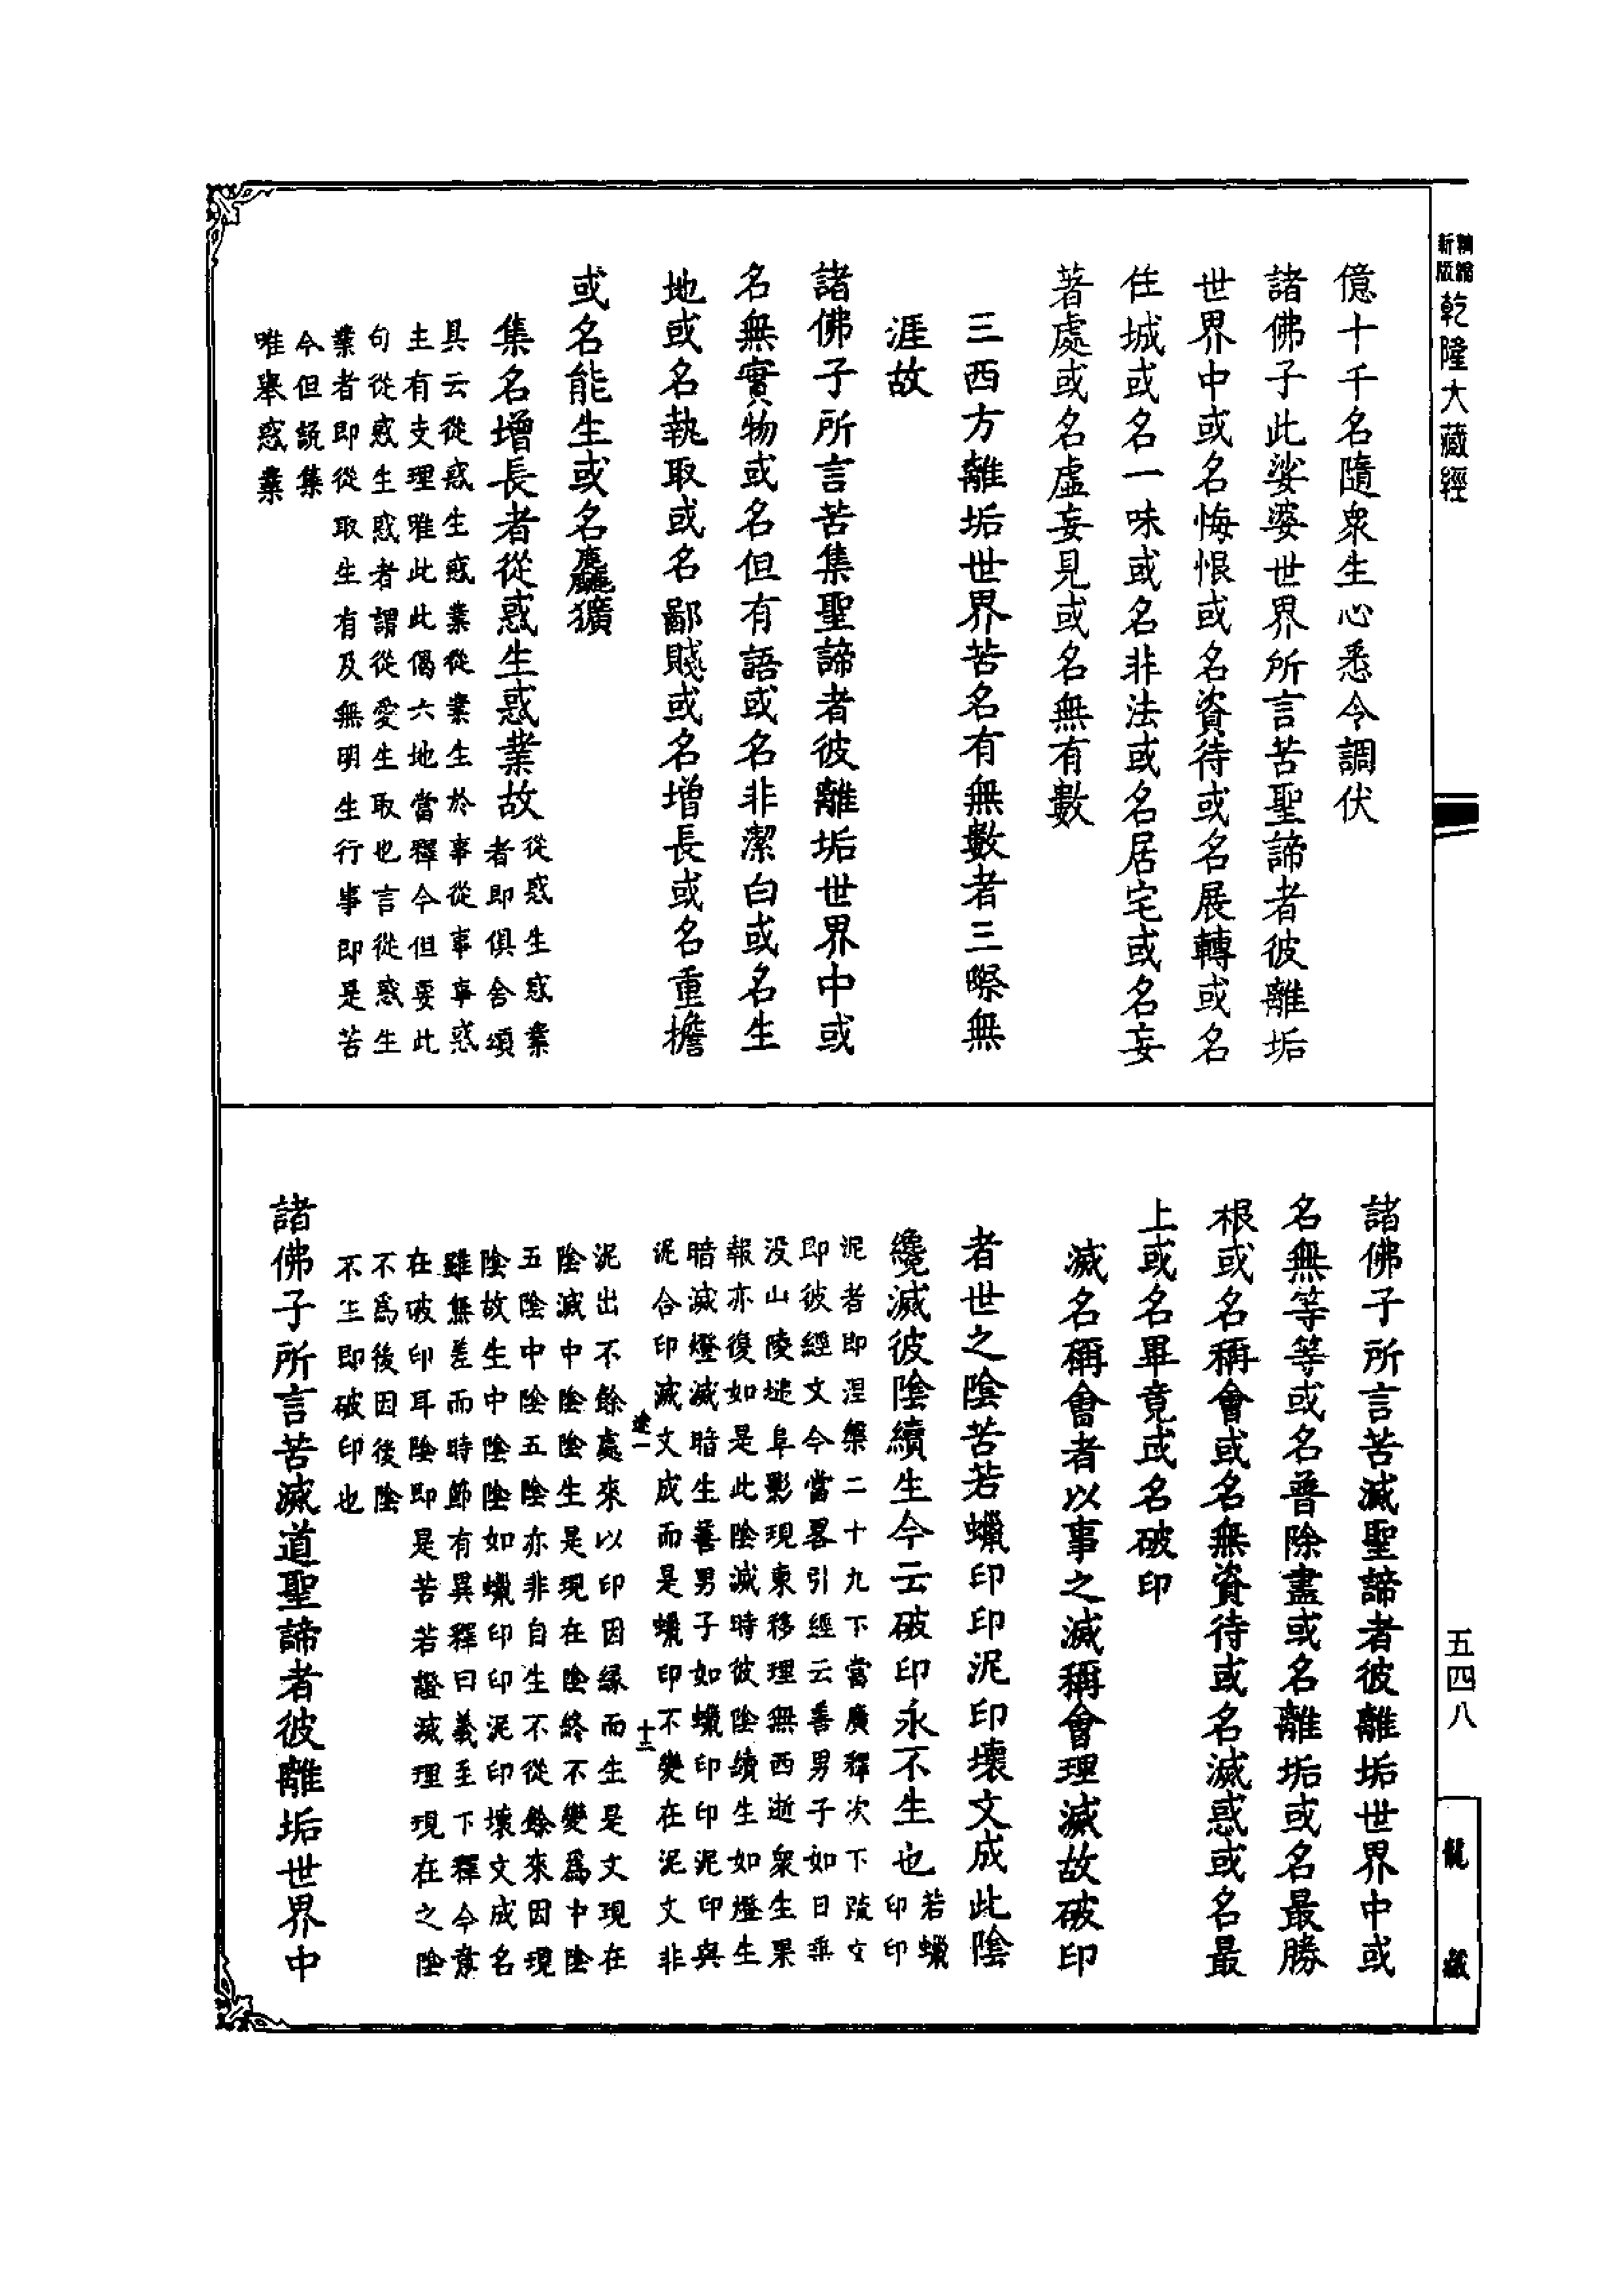 新版精縮
乾隆大藏經
億十千名隨衆生心悉令調伏
諸佛子此娑婆世界所言苦聖諦者彼離垢
世界中或名悔恨或名資待或名展轉或名
住城或名一味或名非法或名居宅或名妄
著處或名虛妄見或名無有數
三西方離垢世界苦名有無數者三際無
涯故
諸佛子所言苦集聖諦者彼離垢世界中或
名無實物或名但有語或名非潔白或名生
地或名執取或名鄙賤或名增長或名重擔
或名能生或名麤獷
集名增長者從惑生惑業故從惑生惑業
者即俱舍頌
具云從惑生惑業從業生於事從事事惑
生有支理唯此此偈六地當釋今但要此
句從惑生惑者謂從愛生取也言從惑生
業者即從取生有及無明生行事即是苦
今但說集
唯舉惑業
諸佛子所言苦滅聖諦者彼離垢世界中或
名無等等或名普除盡或名離垢或名最勝
根或名稱會或名無資待或名滅惑或名最
上或名畢竟或名破印
滅名稱會者以事之滅稱會理滅故破印
者世之陰苦若蠟印印泥印壞文成此陰
纔滅彼陰續生今云破印永不生也若蠟
印印
泥者即涅槃二十九下當廣釋次下疏文
即彼經文今當畧引經云善男子如日垂
没山陵堆阜影現東移理無西逝衆生果
報亦復如是此陰滅時彼陰續生如燈生
暗滅燈滅暗生善男子如蠟印印泥印與
泥合印滅文成而是蠟印不變在泥文非
十三
泥出不餘處來以印因緣而生是文現在
陰滅中陰陰生是現在陰終不變爲中陰
五陰中陰五陰亦非自生不從餘來因現
陰故生中陰陰如蠟印印泥印壞文成名
雖無差而時節有異釋曰義至下釋今意
在破印耳陰即是苦若證滅理現在之陰
不爲後因後陰
不生即破印也
諸佛子所言苦滅道聖諦者彼離垢世界中
五四八
龍藏